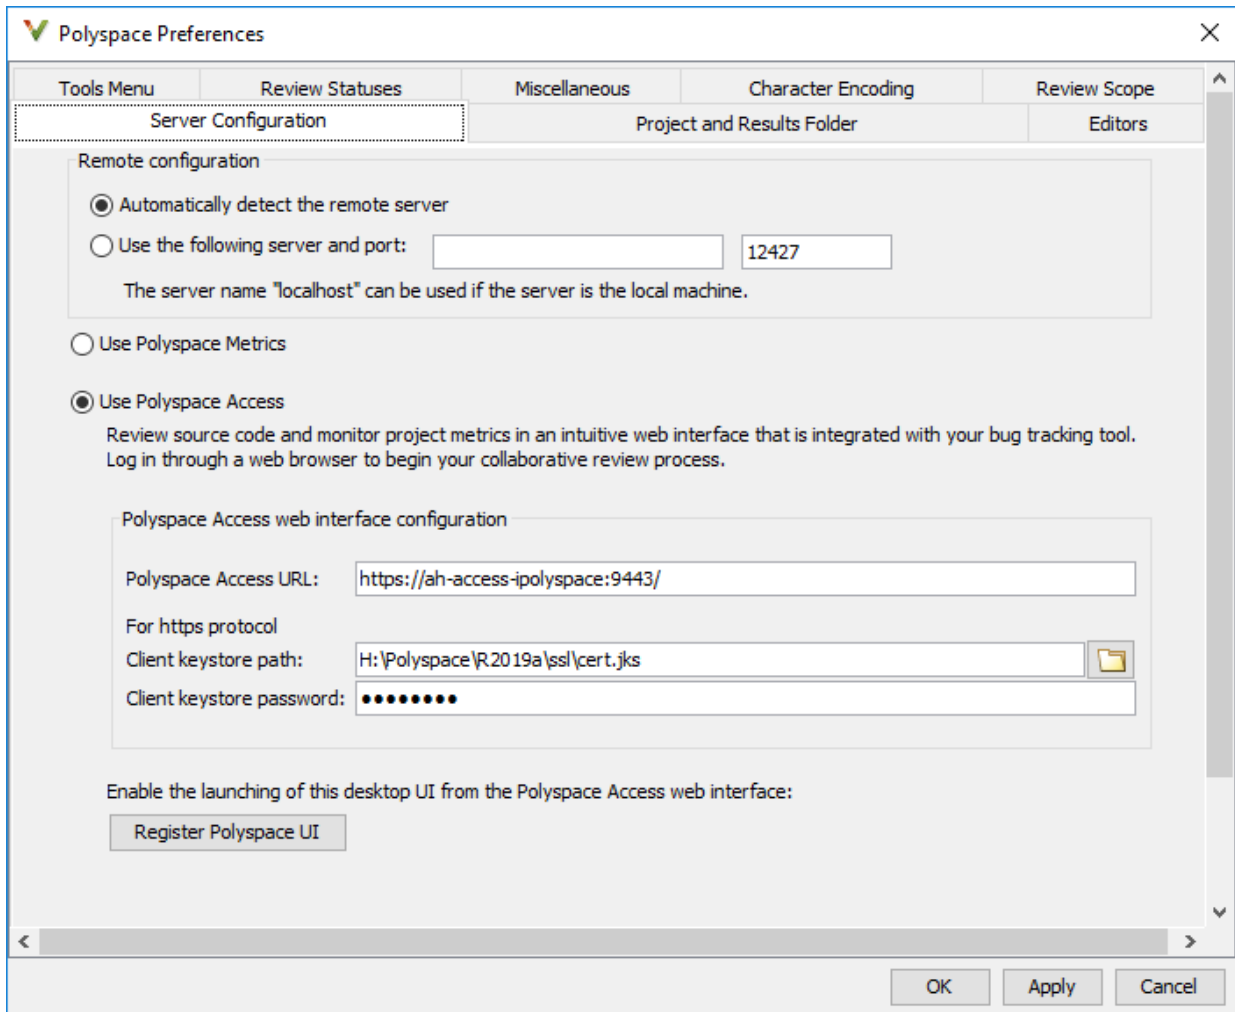 Polyspace Preferences
Tools Menu Review Statuses Miscellaneous Character Encoding Review Scope
Server Configuration Project and Results Folder Editors
Remote configuration
Automatically detect the remote server
Use the following server and port: 12427
The server name "localhost" can be used if the server is the local machine.
Use Polyspace Metrics
Use Polyspace Access
Review source code and monitor project metrics in an intuitive web interface that is integrated with your bug tracking tool.
Log in through a web browser to begin your collaborative review process.
Polyspace Access web interface configuration
Polyspace Access URL: https://ah-access-ipolyspace:9443/
For https protocol
Client keystore path: H:\Polyspace\R2019a\ssl\cert.jks
Client keystore password: ●●●●●●●●
Enable the launching of this desktop UI from the Polyspace Access web interface:
Register Polyspace UI
OK Apply Cancel